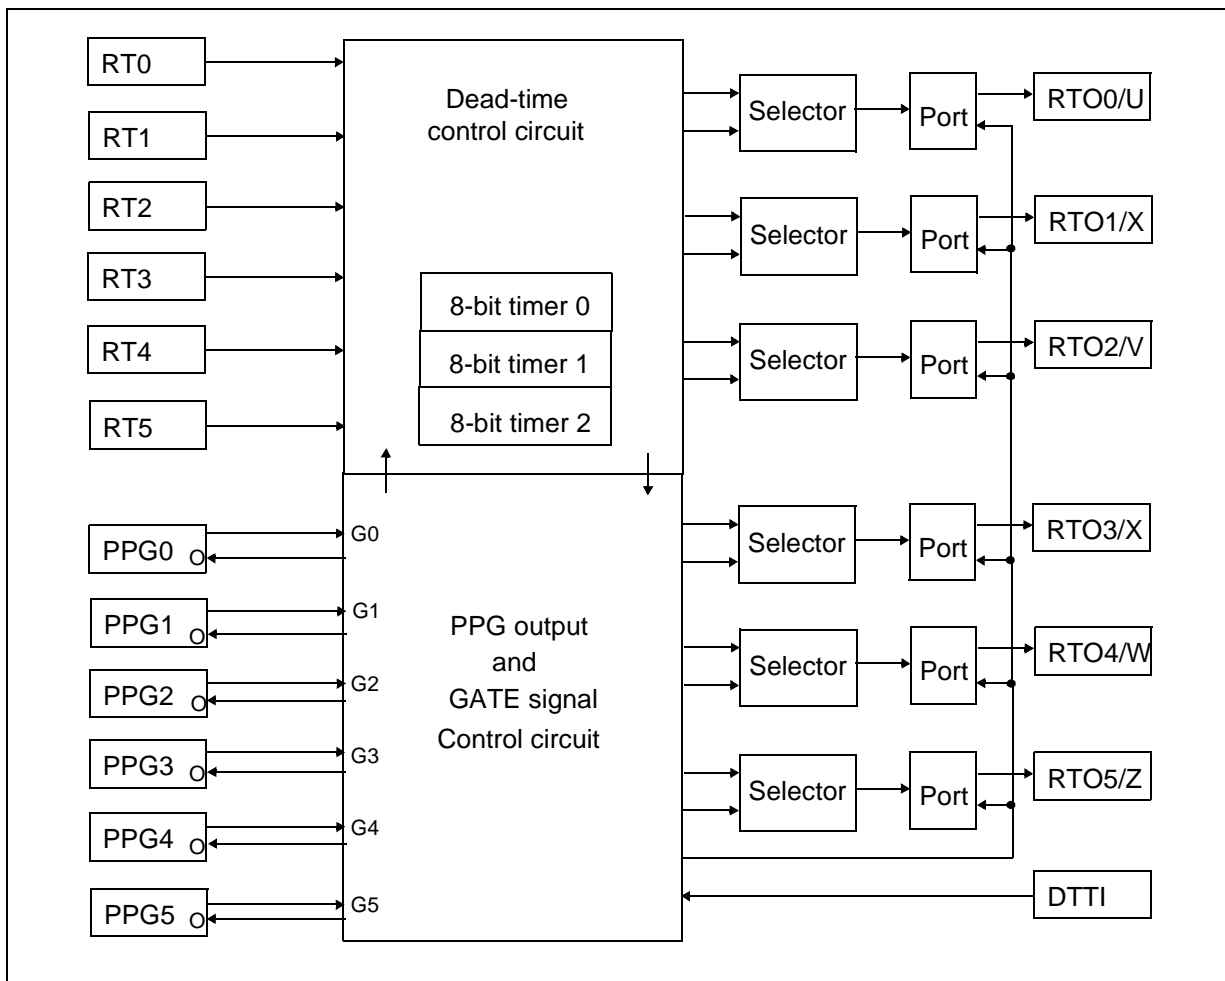 RT0
RT1
RT2
RT3
RT4
RT5
PPG0 O
PPG1 O
PPG2 O
PPG3 O
PPG4 O
PPG5 O
Dead-time
control circuit
8-bit timer 0
8-bit timer 1
8-bit timer 2
G0
G1
G2
G3
G4
G5
PPG output
and
GATE signal
Control circuit
Selector
Port
RTO0/U
Selector
Port
RTO1/X
Selector
Port
RTO2/V
Selector
Port
RTO3/X
Selector
Port
RTO4/W
Selector
Port
RTO5/Z
DTTI